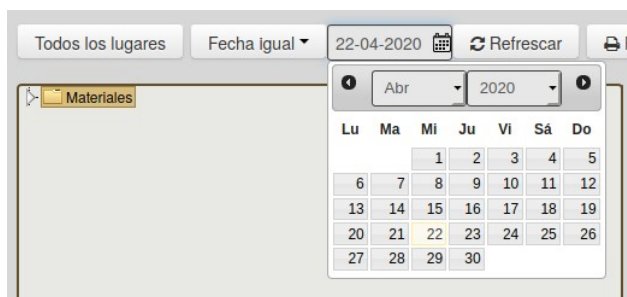 Todos los lugares Fecha igual 22-04-2020 Refrescar
Materiales
Abr 2020
Lu Ma Mi Ju Vi Sá Do
1 2 3 4 5
6 7 8 9 10 11 12
13 14 15 16 17 18 19
20 21 22 23 24 25 26
27 28 29 30